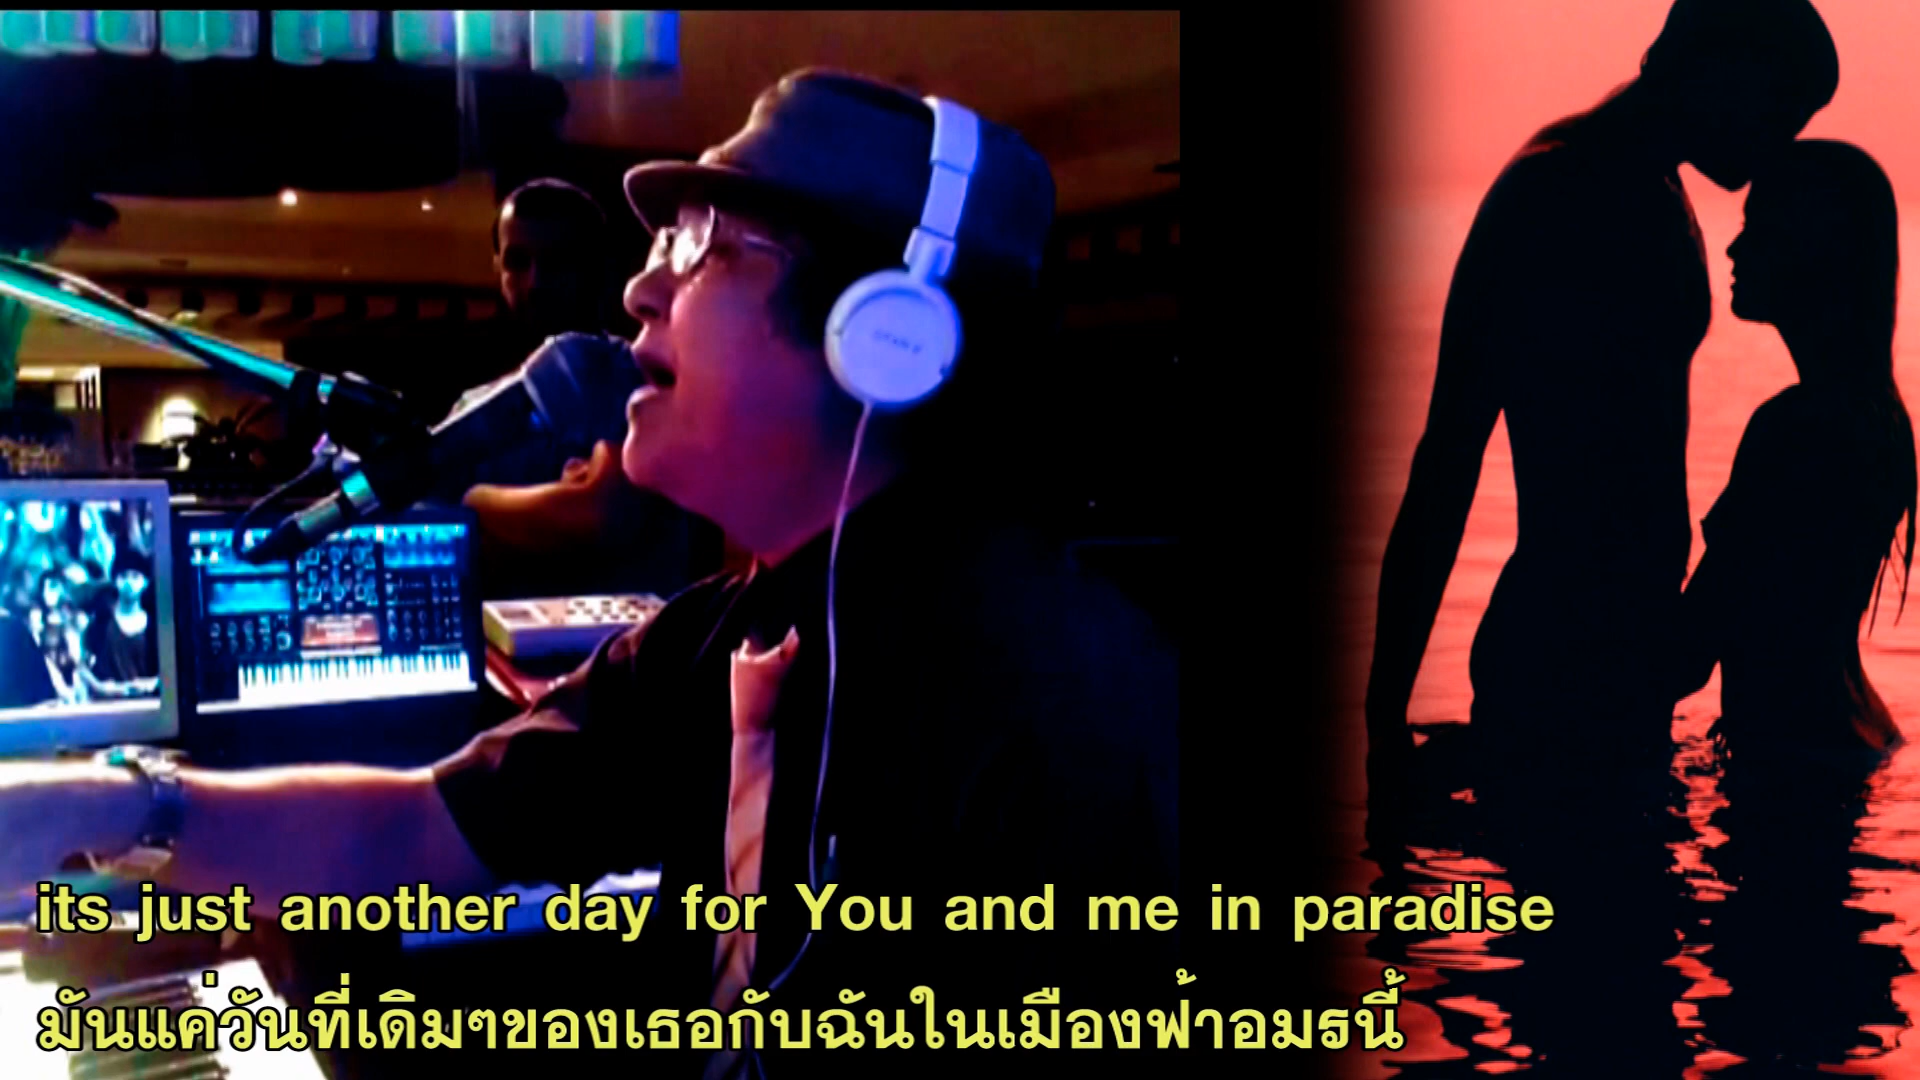 its just another day for You and me in paradise
มันแค่วันที่เดิมๆของเธอกับฉันในเมืองฟ้าอมรนี้